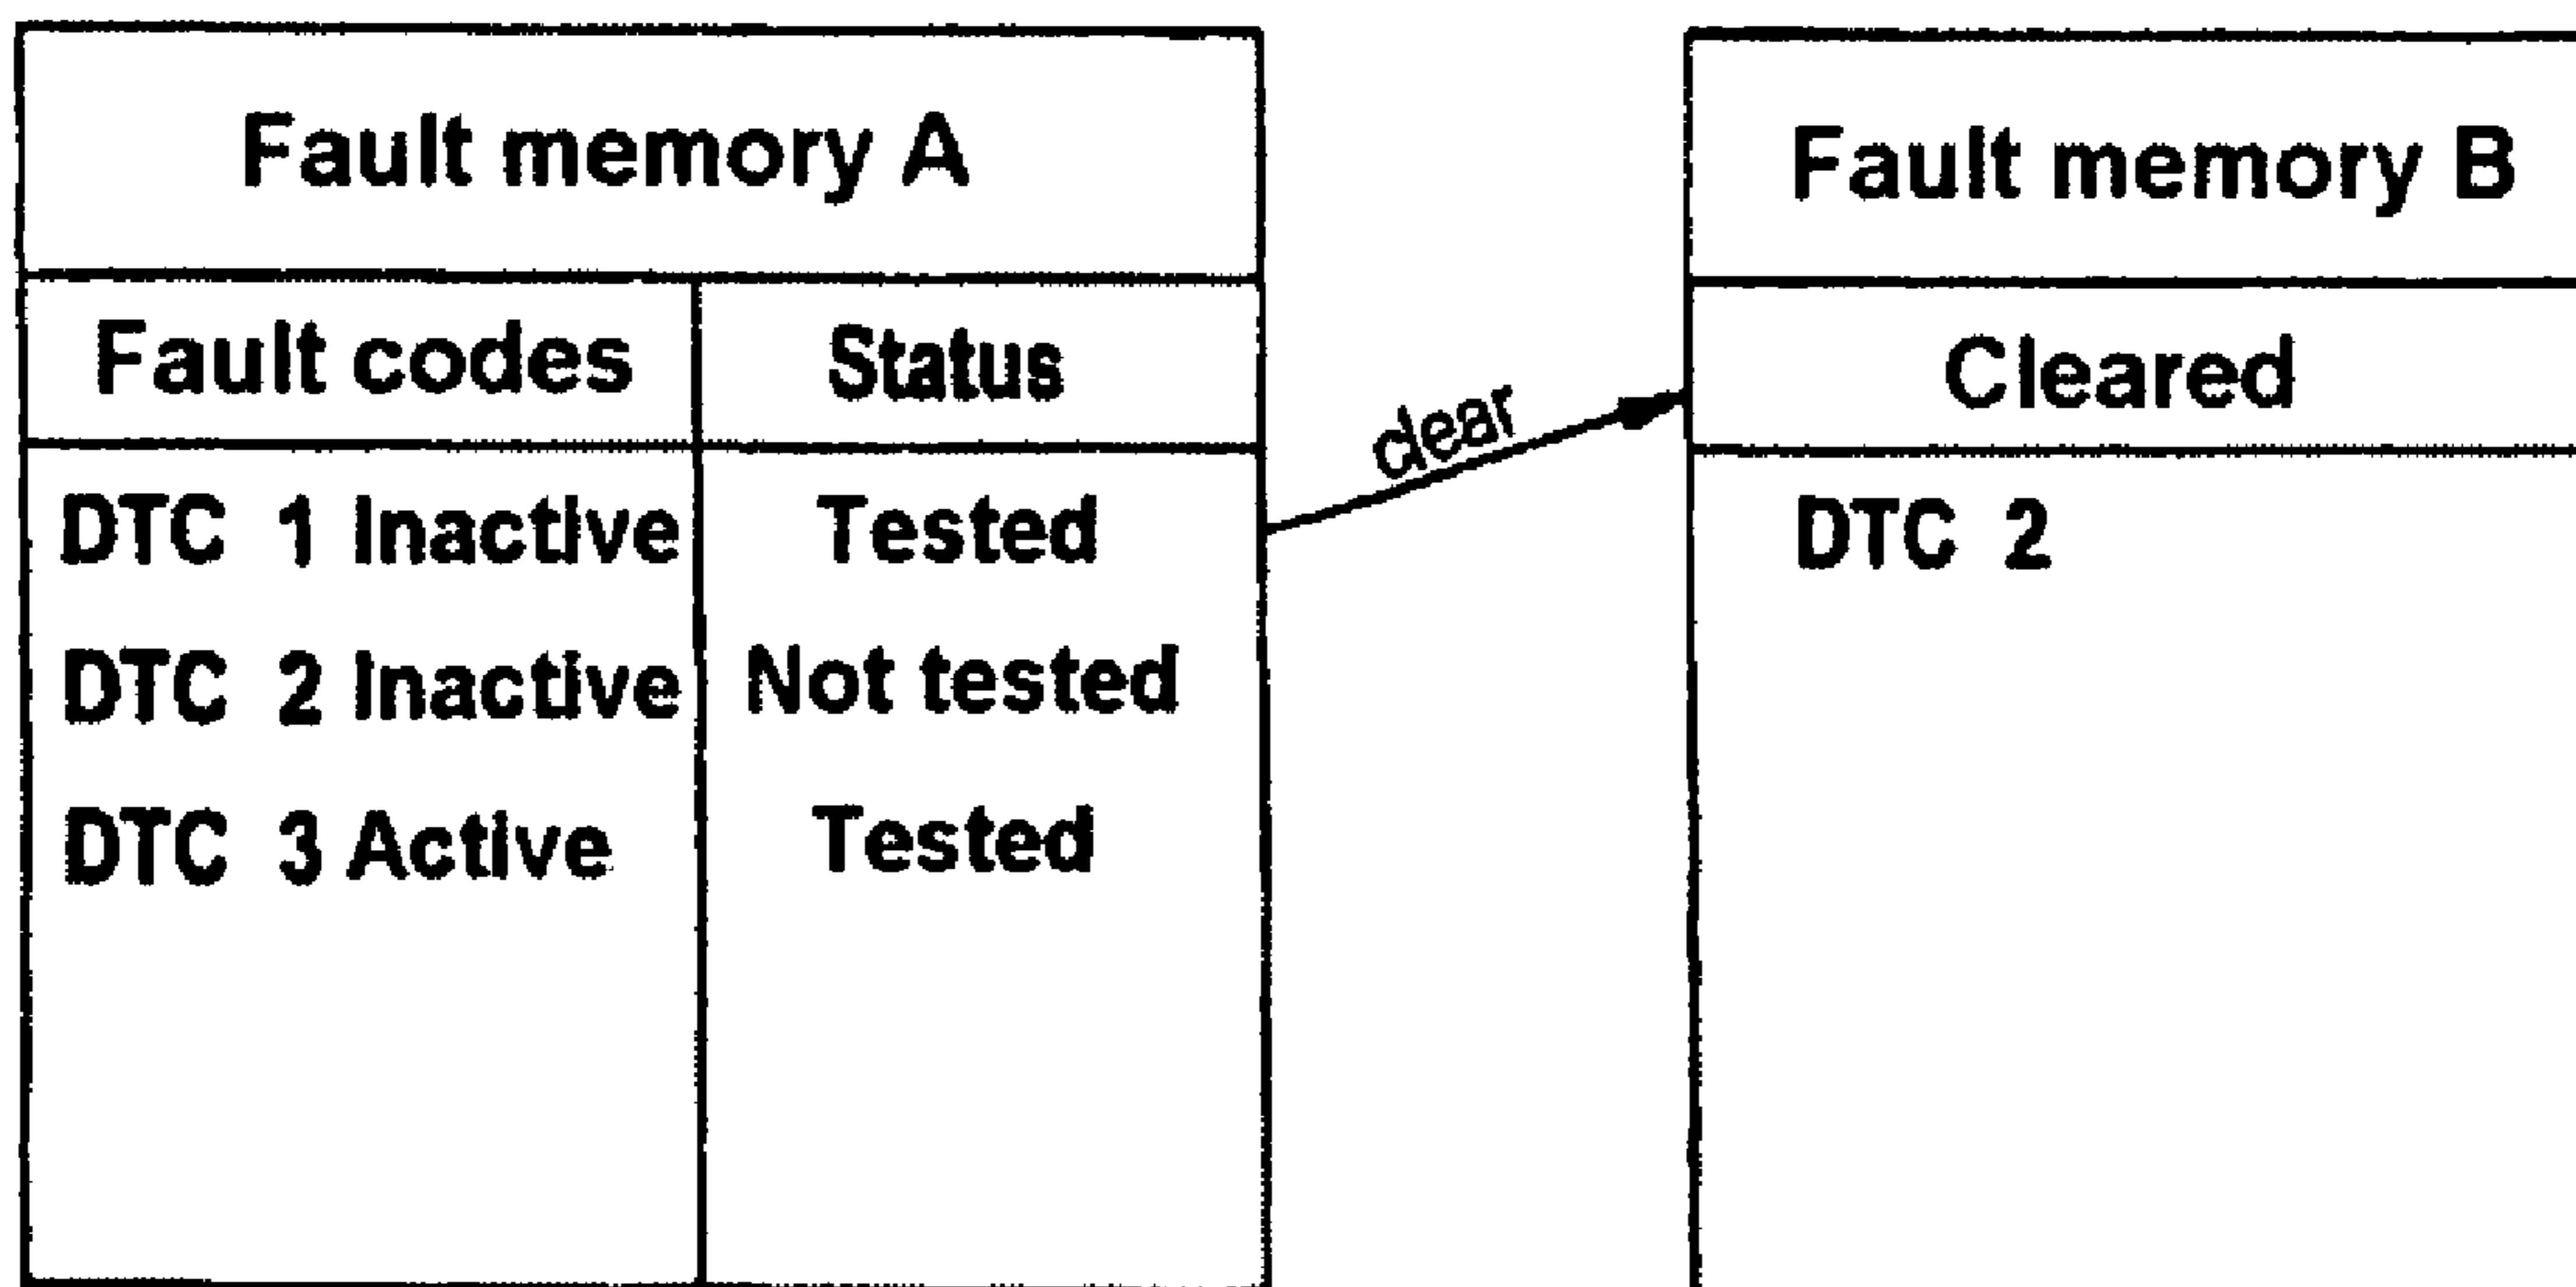 Fault memory A
Fault codes Status
DTC 1 Inactive Tested
DTC 2 Inactive Not tested
DTC 3 Active Tested
clear
Fault memory B
Cleared
DTC 2